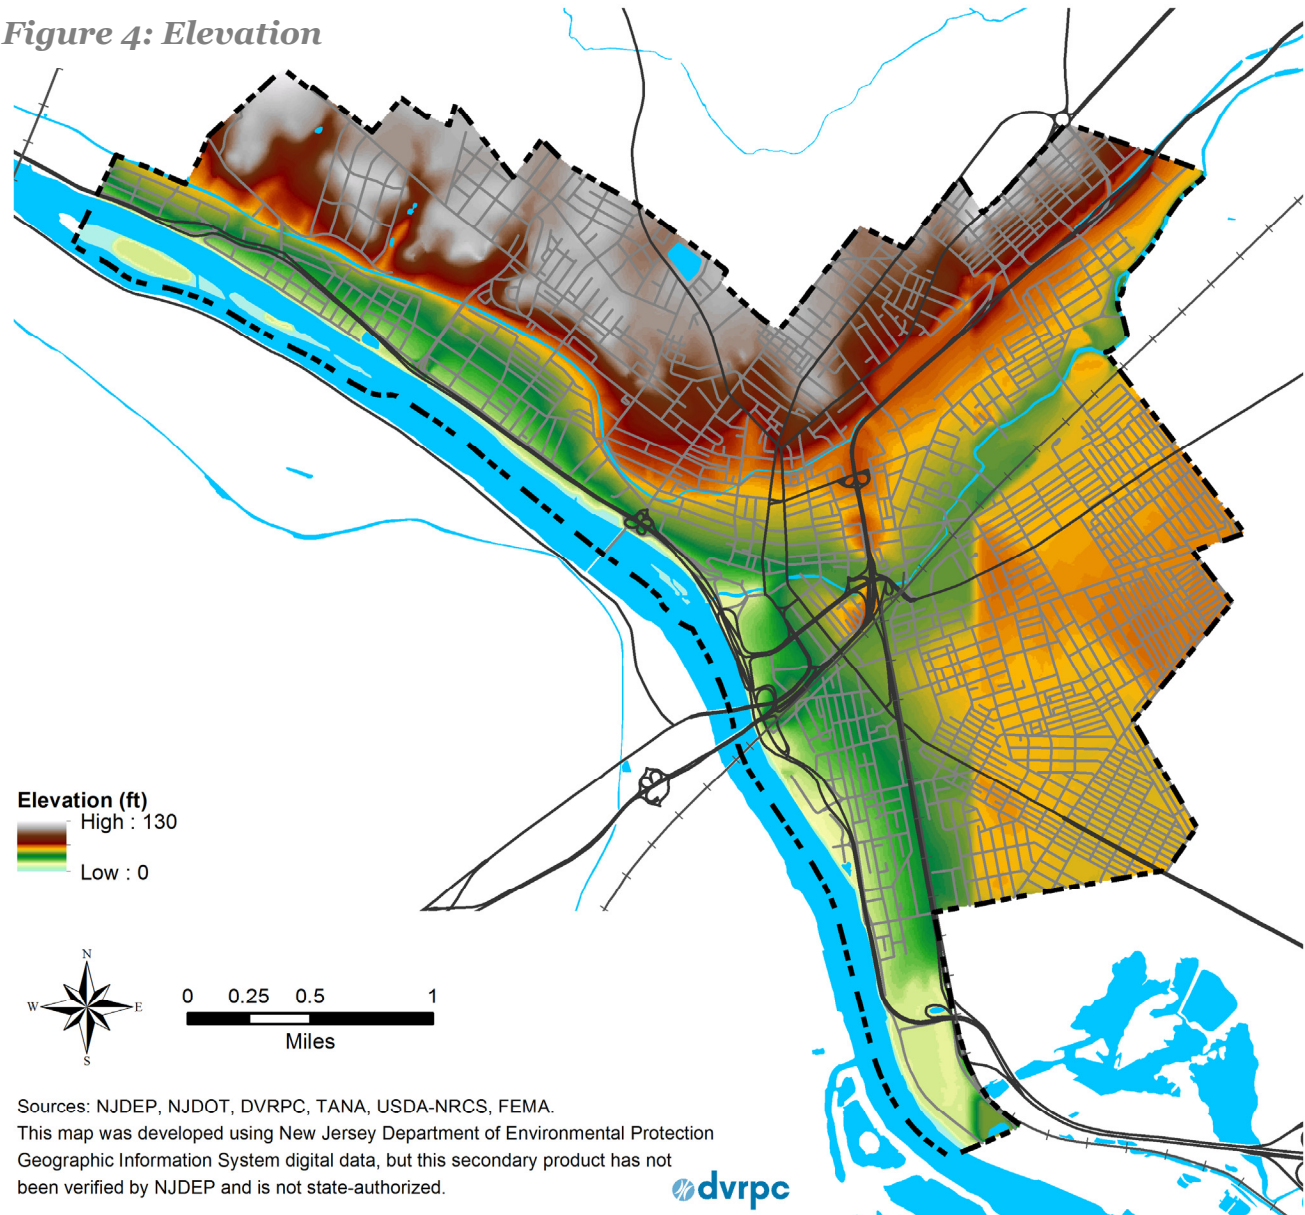 Figure 4: Elevation
Elevation (ft)
High : 130
Low : 0
N
W
E
S
0 0.25 0.5 1
Miles
Sources: NJDEP, NJDOT, DVRPC, TANA, USDA-NRCS, FEMA.
This map was developed using New Jersey Department of Environmental Protection
Geographic Information System digital data, but this secondary product has not
been verified by NJDEP and is not state-authorized.
dvrpc